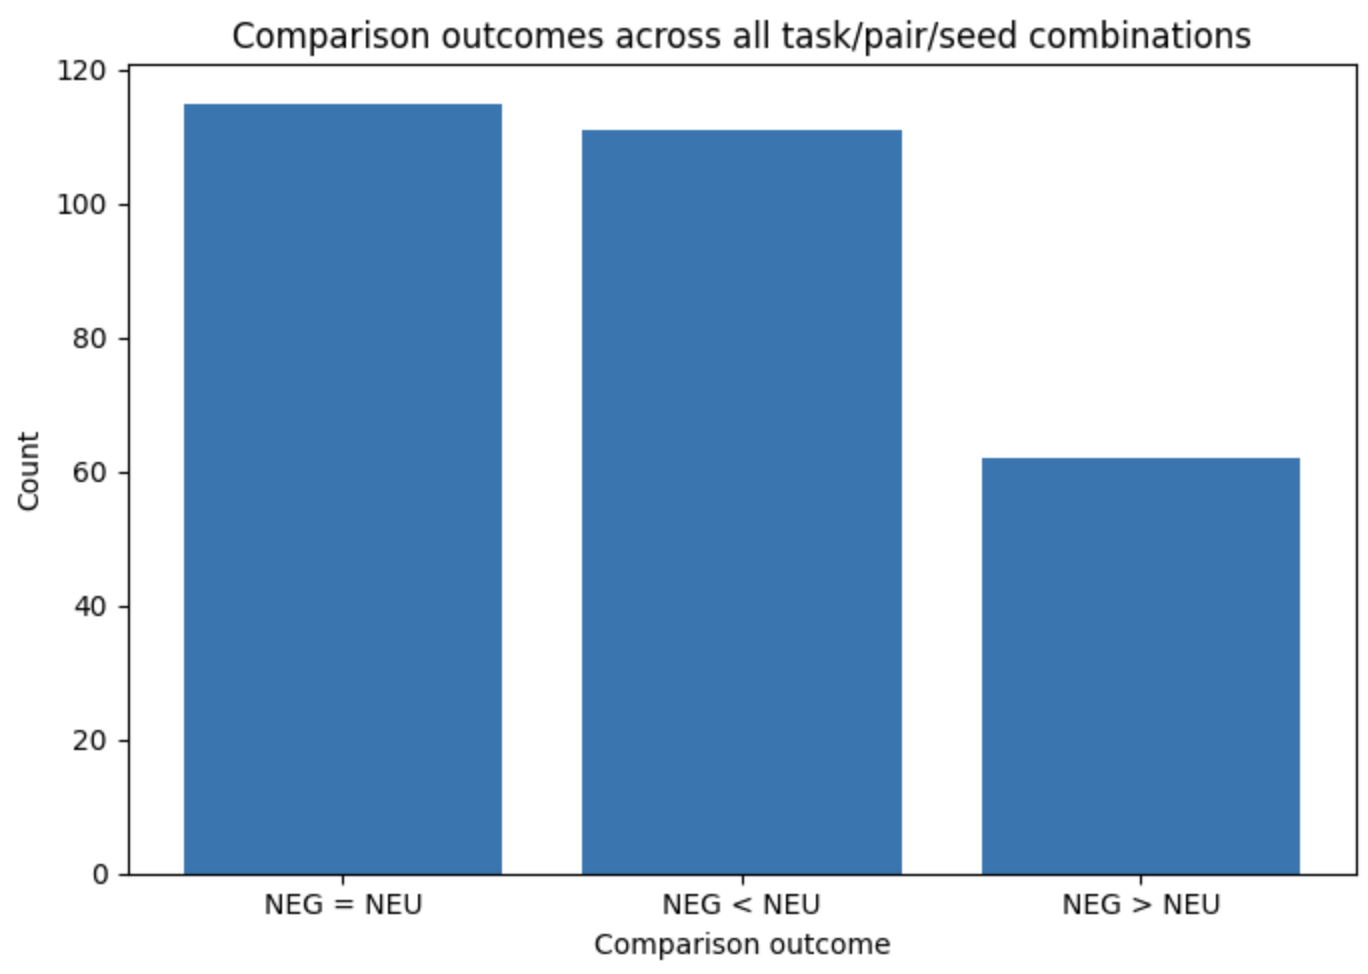 Comparison outcomes across all task/pair/seed combinations
120
100
80
60
40
20
0
Count
NEG = NEU
NEG < NEU
NEG > NEU
Comparison outcome